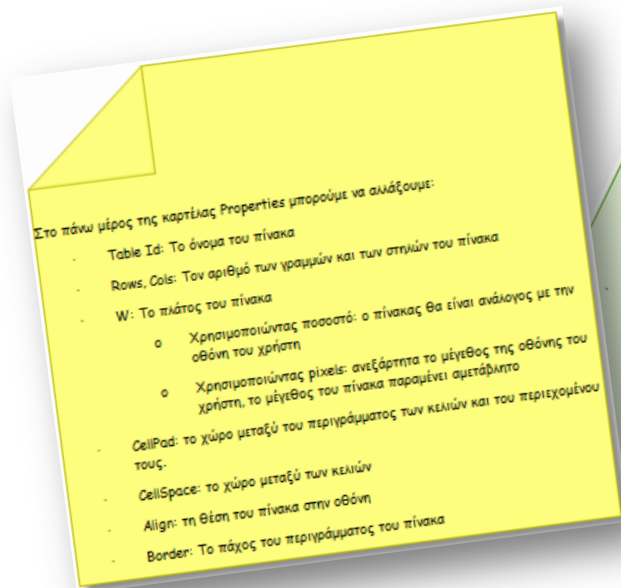 Στο πάνω μέρος της καρτέλας Properties μπορούμε να αλλάξουμε:
- Table Id: Το όνομα του πίνακα
- Rows, Cols: Τον αριθμό των γραμμών και των στηλών του πίνακα
- W: Το πλάτος του πίνακα
o Χρησιμοποιώντας ποσοστό: ο πίνακας θα είναι ανάλογος με την
οθόνη του χρήστη
o Χρησιμοποιώντας pixels: ανεξάρτητα το μέγεθος της οθόνης του
χρήστη, το μέγεθος του πίνακα παραμένει αμετάβλητο
- CellPad: το χώρο μεταξύ του περιγράμματος των κελιών και του περιεχομένου
τους.
- CellSpace: το χώρο μεταξύ των κελιών
- Align: τη θέση του πίνακα στην οθόνη
- Border: Το πάχος του περιγράμματος του πίνακα